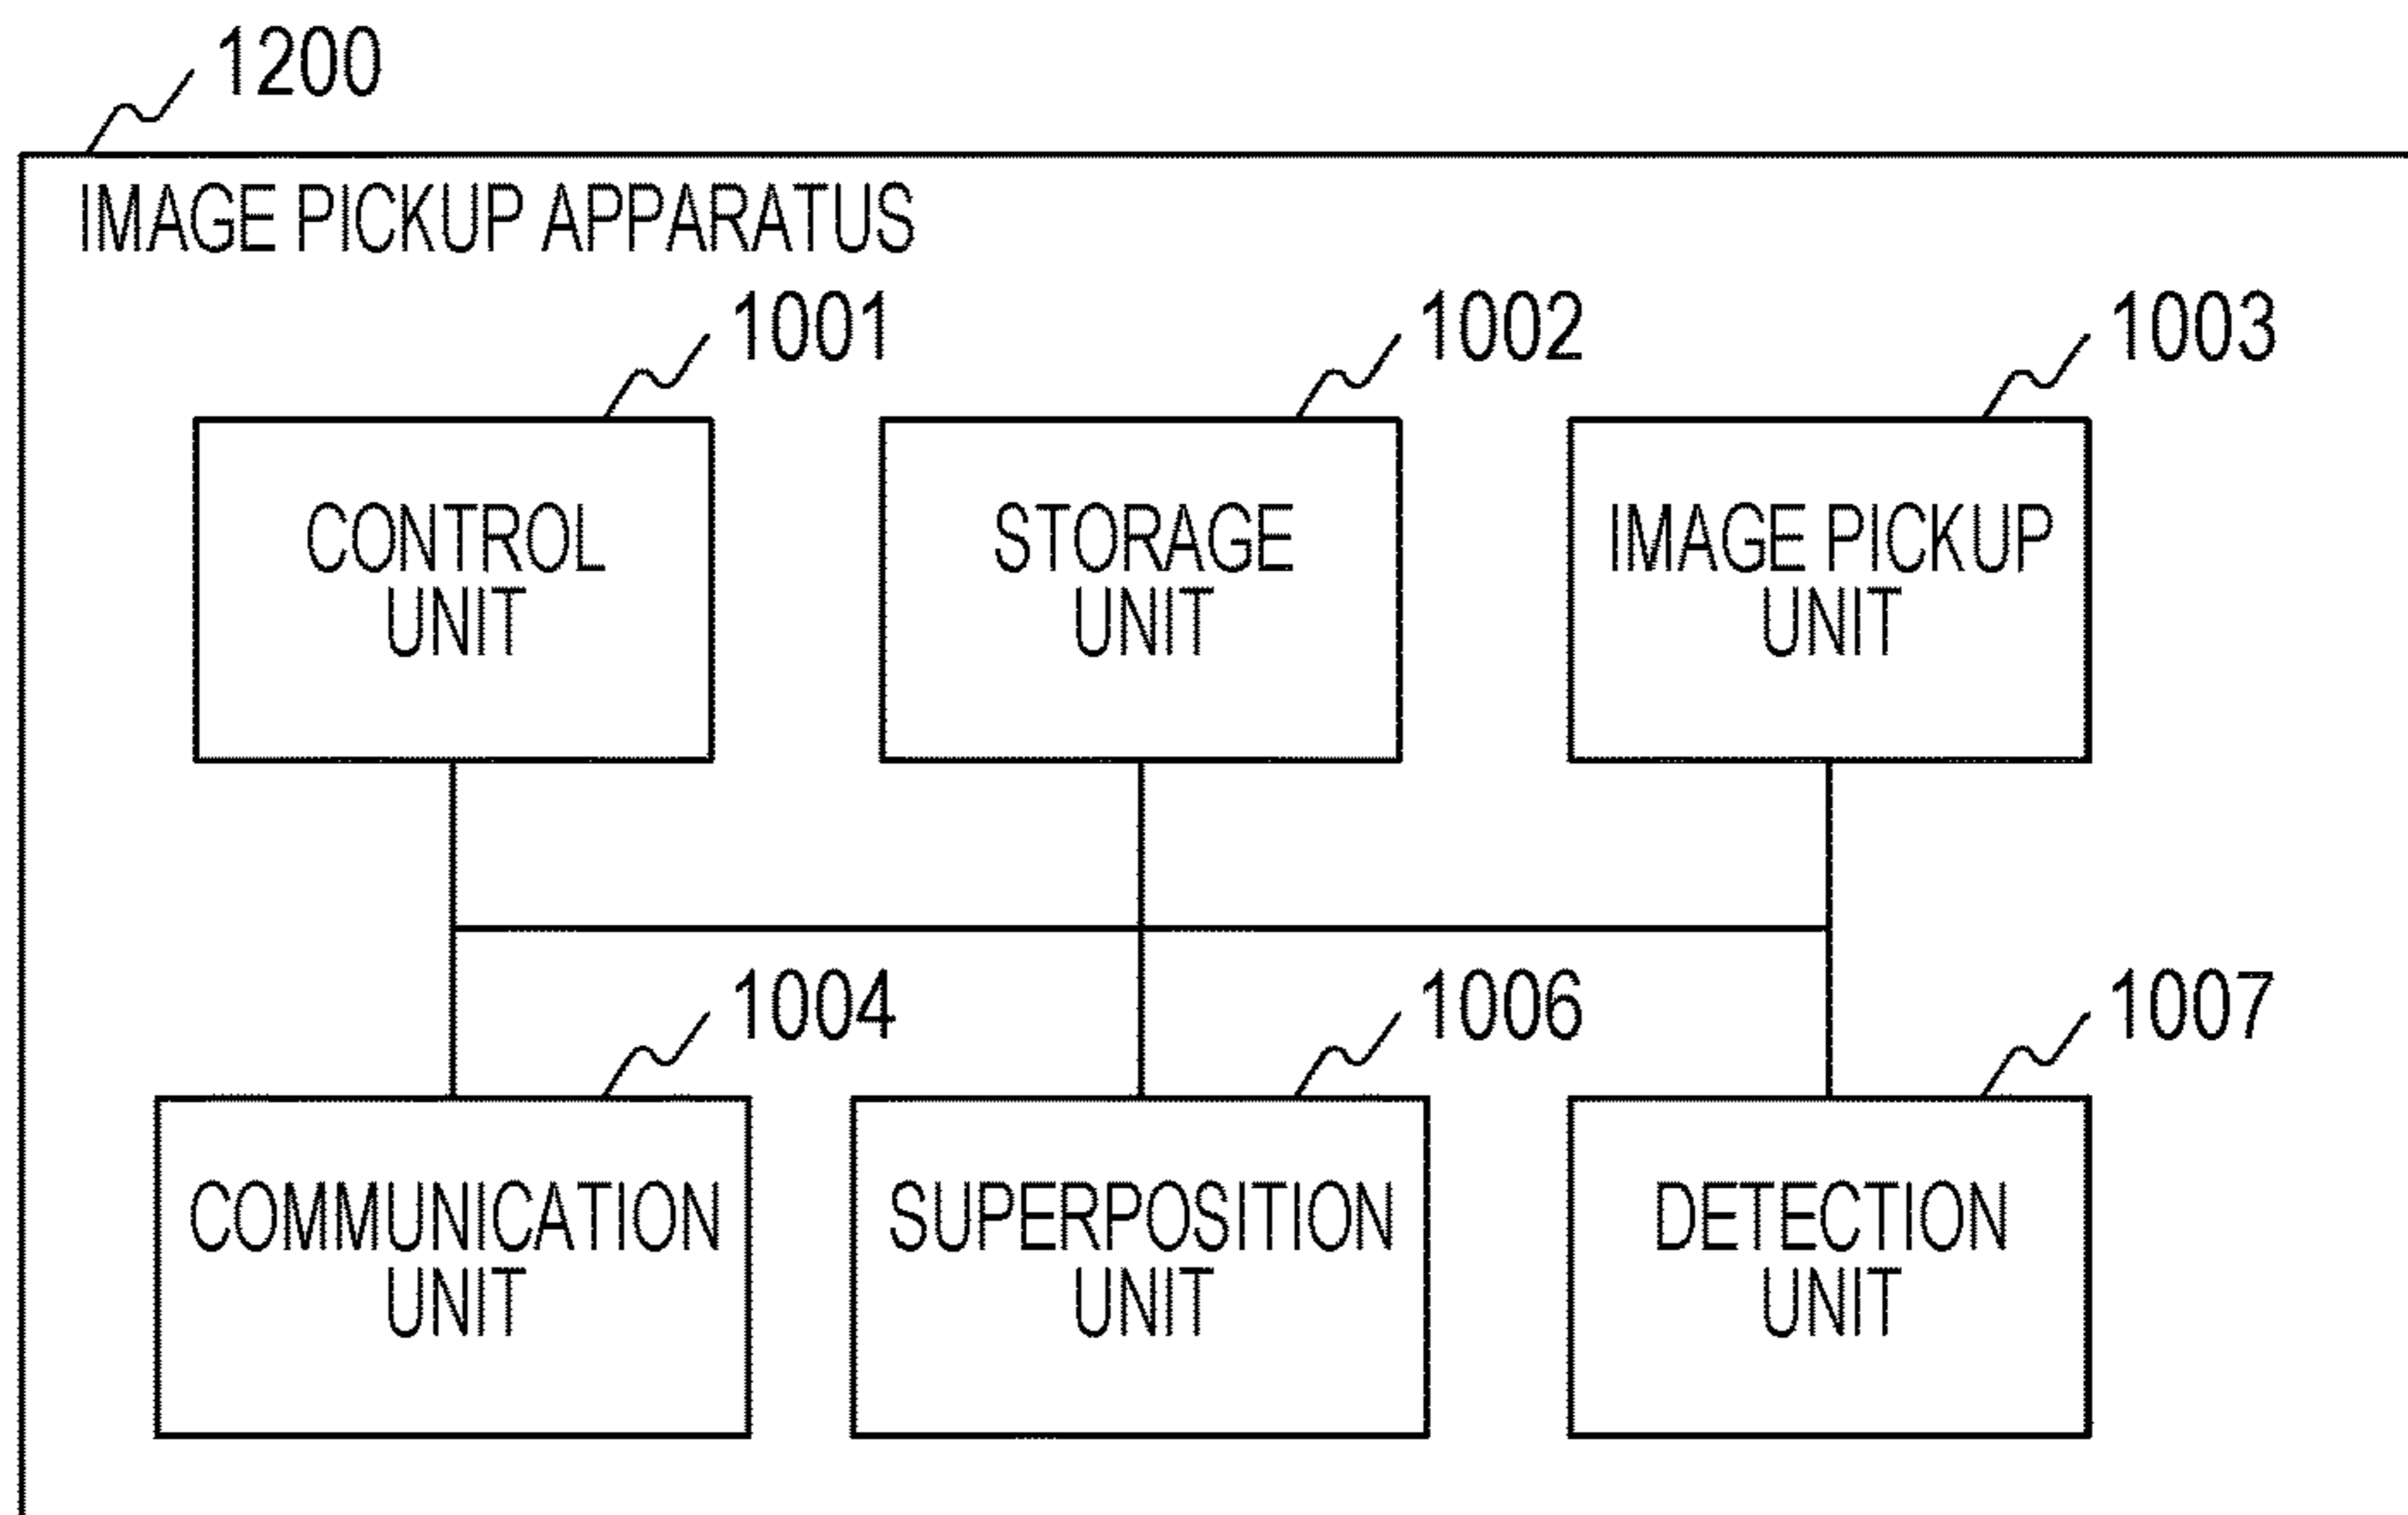 1200
IMAGE PICKUP APPARATUS
1001
1002
1003
CONTROL
UNIT
STORAGE
UNIT
IMAGE PICKUP
UNIT
1004
1006
1007
COMMUNICATION
UNIT
SUPERPOSITION
UNIT
DETECTION
UNIT